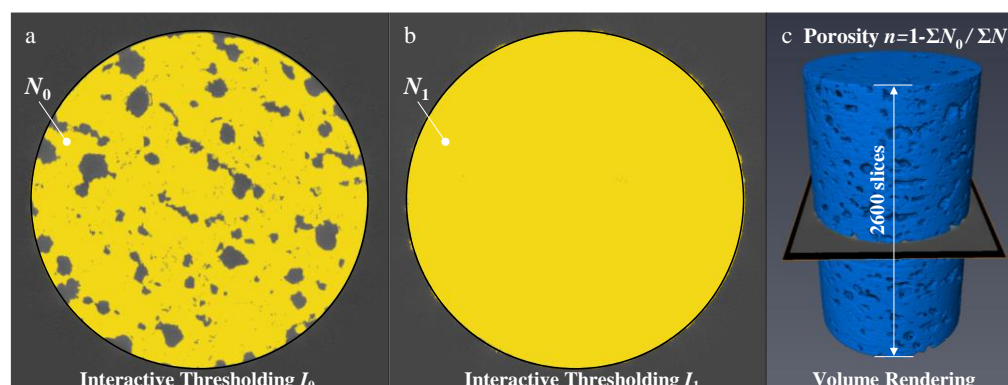 a
N₀
Interactive Thresholding I₀
b
N₁
Interactive Thresholding I₁
c Porosity n=1-ΣN₀/ ΣN
2600 slices
Volume Rendering